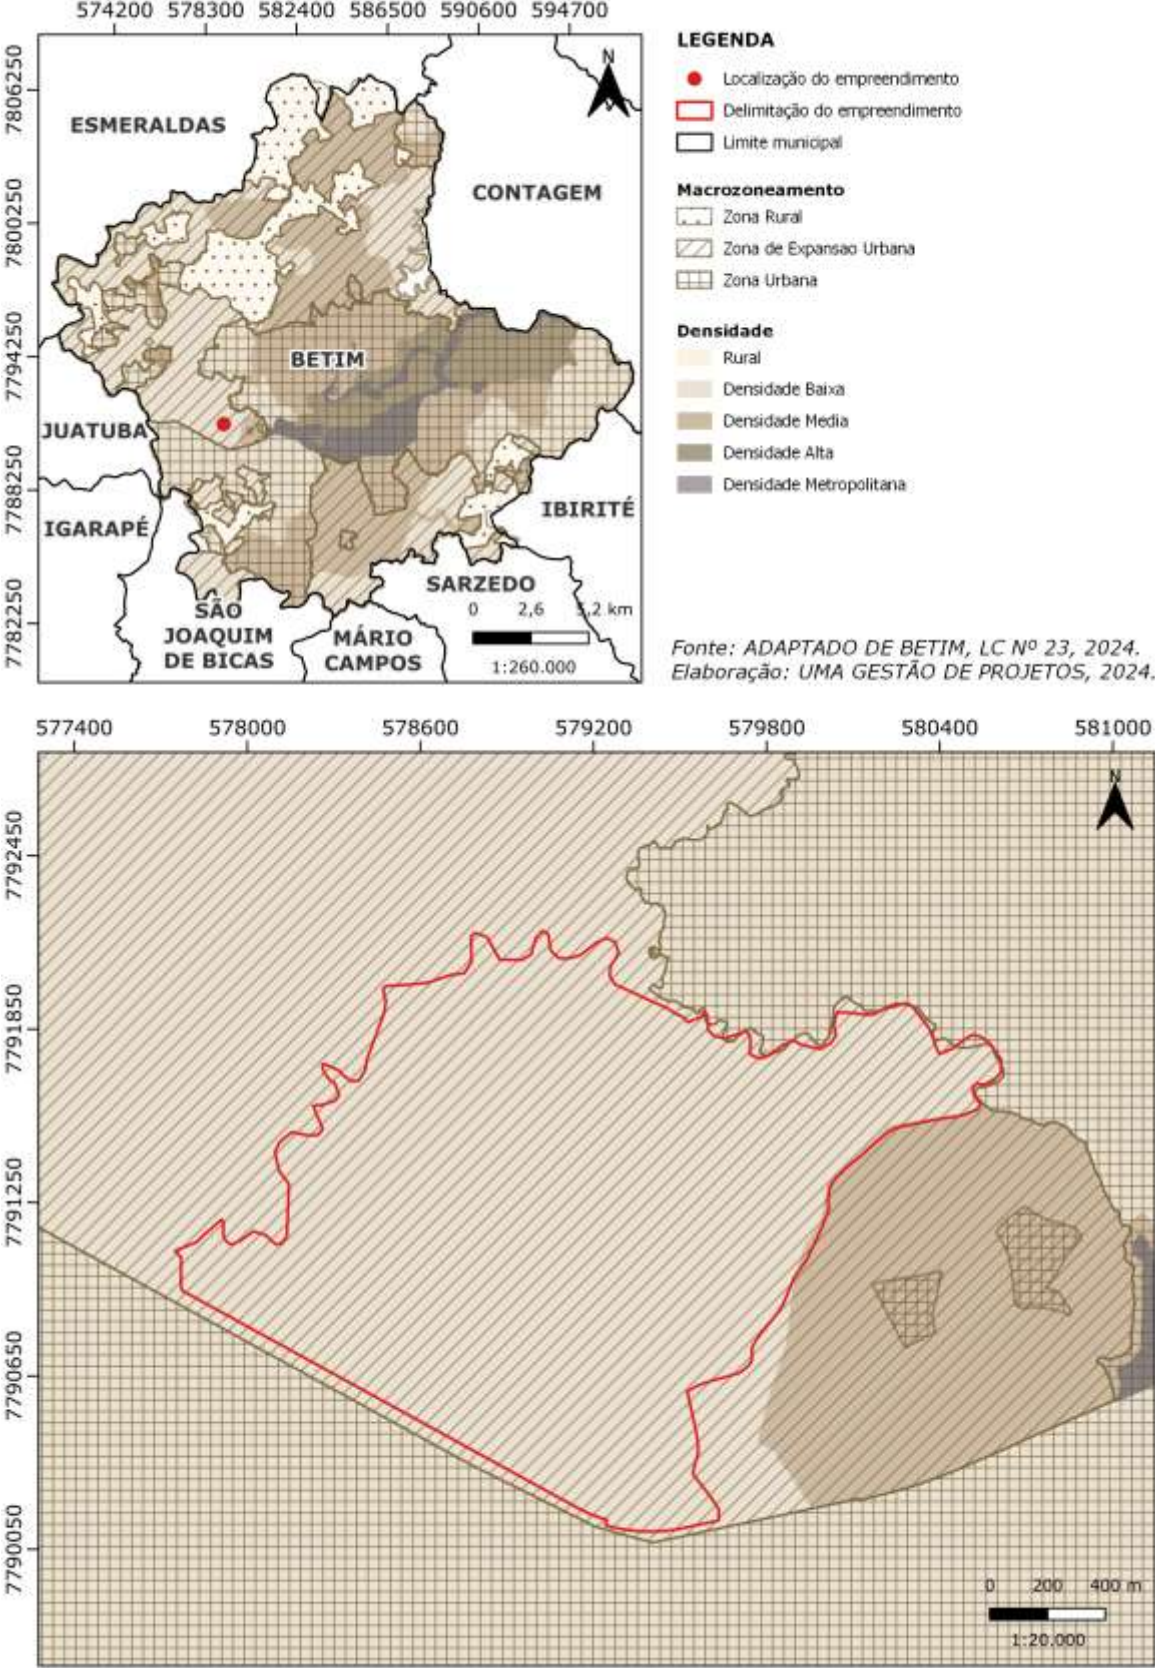 574200 578300 582400 586500 590600 594700
7806250
7800250
7794250
7788250
7782250
N
ESMERALDAS
CONTAGEM
BETIM
JUATUBA
IGARAPÉ
IBIRITÉ
SARZEDO
SÃO
JOAQUIM
DE BICAS
MÁRIO
CAMPOS
0 2,6 5,2 km
1:260.000
LEGENDA
Localização do empreendimento
Delimitação do empreendimento
Limite municipal
Macrozoneamento
Zona Rural
Zona de Expansao Urbana
Zona Urbana
Densidade
Rural
Densidade Baixa
Densidade Media
Densidade Alta
Densidade Metropolitana
Fonte: ADAPTADO DE BETIM, LC Nº 23, 2024.
Elaboração: UMA GESTÃO DE PROJETOS, 2024.
577400 578000 578600 579200 579800 580400 581000
7792450
7791850
7791250
7790650
7790050
N
0 200 400 m
1:20.000